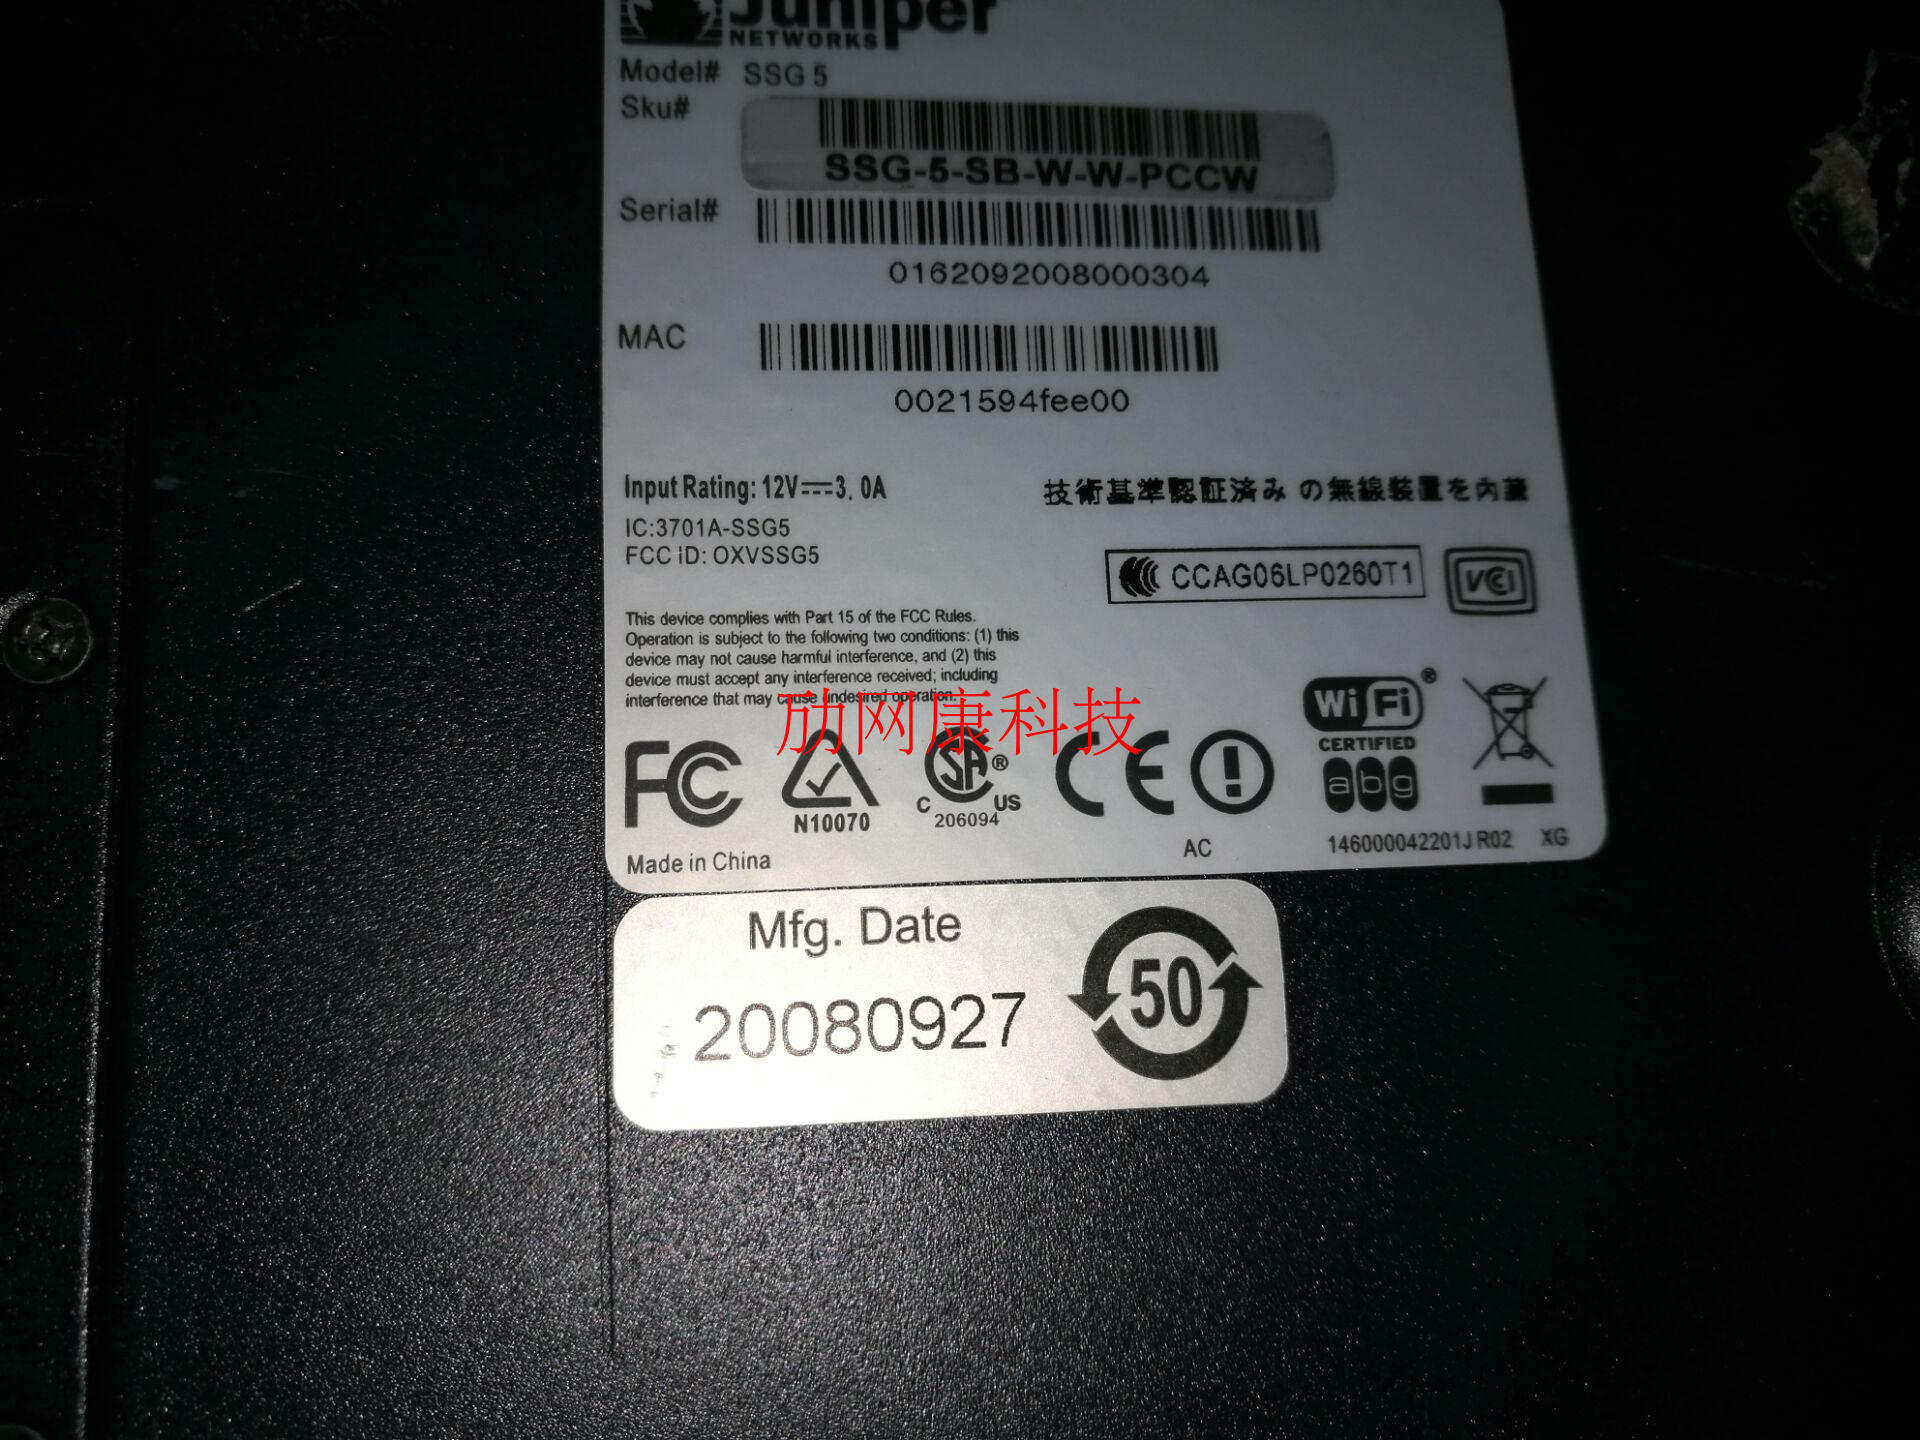 Juniper
NETWORKS
Model# SSG 5
Sku#
SSG-5-SB-W-W-PCCW
Serial#
0162092008000304
MAC
0021594fee00
Input Rating: 12V⎓3. 0A
技術基準認証済み の無線装置を内蔵
IC:3701A-SSG5
FCC ID: OXVSSG5
CCAG06LP0260T1
VCI
This device complies with Part 15 of the FCC Rules.
Operation is subject to the following two conditions: (1) this
device may not cause harmful interference, and (2) this
device must accept any interference received; including
interference that may cause undesired operation.
励网康科技
FC
N10070
SA®
C US
206094
CE
Wi Fi®
CERTIFIED
abg
Made in China
AC
146000042201J R02 XG
Mfg. Date
20080927
50